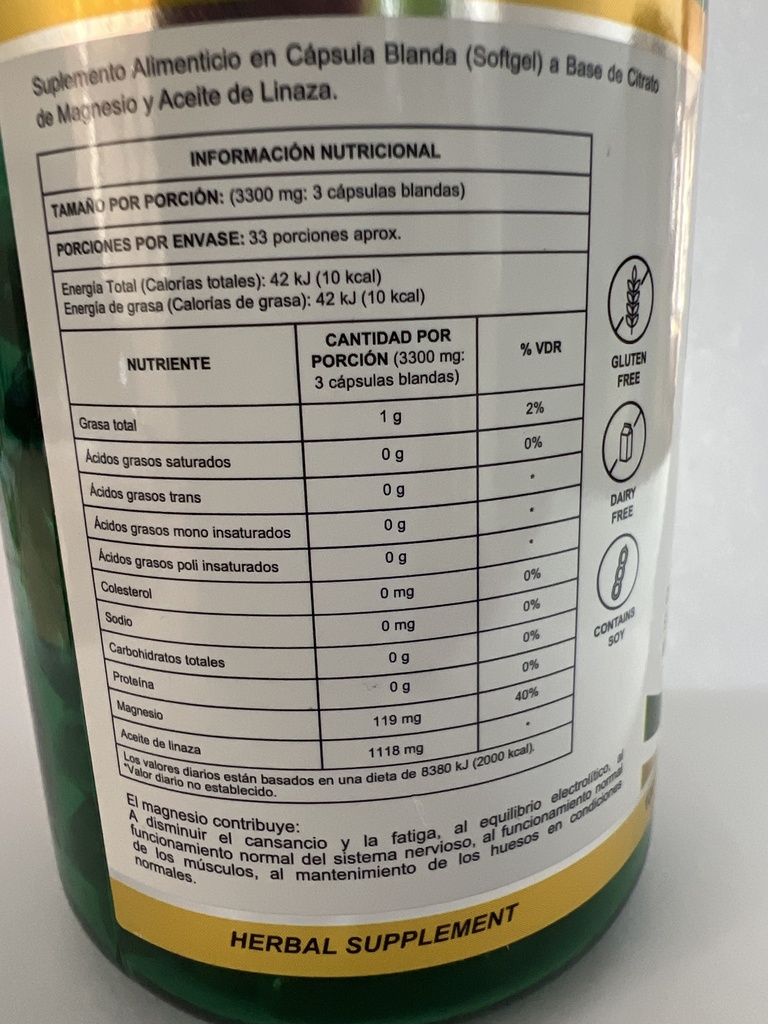 Suplemento Alimenticio en Cápsula Blanda (Softgel) a Base de Citrato
de Magnesio y Aceite de Linaza.
INFORMACIÓN NUTRICIONAL
TAMAÑO POR PORCIÓN: (3300 mg: 3 cápsulas blandas)
PORCIONES POR ENVASE: 33 porciones aprox.
Energía Total (Calorías totales): 42 kJ (10 kcal)
Energía de grasa (Calorías de grasa): 42 kJ (10 kcal)
NUTRIENTE
CANTIDAD POR
PORCIÓN (3300 mg:
3 cápsulas blandas)
% VDR
Grasa total 1 g 2%
Ácidos grasos saturados 0 g 0%
Ácidos grasos trans 0 g *
Ácidos grasos mono insaturados 0 g *
Ácidos grasos poli insaturados 0 g *
Colesterol 0 mg 0%
Sodio 0 mg 0%
Carbohidratos totales 0 g 0%
Proteína 0 g 0%
Magnesio 119 mg 40%
Aceite de linaza 1118 mg *
Los valores diarios están basados en una dieta de 8380 kJ (2000 kcal).
*Valor diario no establecido.
El magnesio contribuye:
A disminuir el cansancio y la fatiga, al equilibrio electrolítico, al
funcionamiento normal del sistema nervioso, al funcionamiento normal
de los músculos, al mantenimiento de los huesos en condiciones
normales.
GLUTEN
FREE
DAIRY
FREE
CONTAINS
SOY
HERBAL SUPPLEMENT